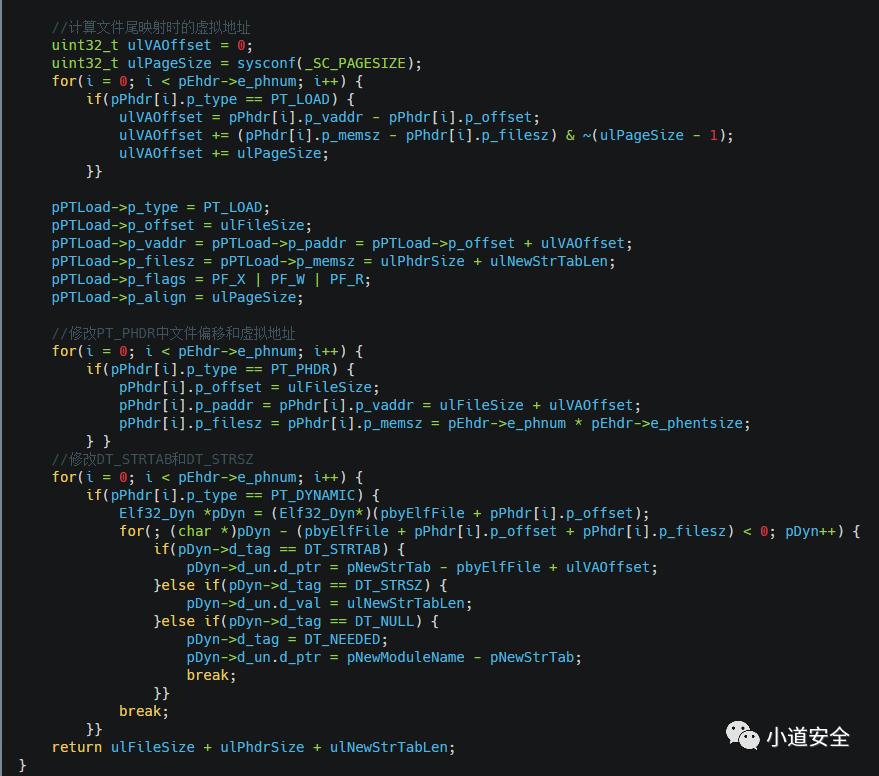 //计算文件尾映射时的虚拟地址
uint32_t ulVAOffset = 0;
uint32_t ulPageSize = sysconf(_SC_PAGESIZE);
for(i = 0; i < pEhdr->e_phnum; i++) {
    if(pPhdr[i].p_type == PT_LOAD) {
        ulVAOffset = pPhdr[i].p_vaddr - pPhdr[i].p_offset;
        ulVAOffset += (pPhdr[i].p_memsz - pPhdr[i].p_filesz) & ~(ulPageSize - 1);
        ulVAOffset += ulPageSize;
    }}
pPTLoad->p_type = PT_LOAD;
pPTLoad->p_offset = ulFileSize;
pPTLoad->p_vaddr = pPTLoad->p_paddr = pPTLoad->p_offset + ulVAOffset;
pPTLoad->p_filesz = pPTLoad->p_memsz = ulPhdrSize + ulNewStrTabLen;
pPTLoad->p_flags = PF_X | PF_W | PF_R;
pPTLoad->p_align = ulPageSize;
//修改PT_PHDR中文件偏移和虚拟地址
for(i = 0; i < pEhdr->e_phnum; i++) {
    if(pPhdr[i].p_type == PT_PHDR) {
        pPhdr[i].p_offset = ulFileSize;
        pPhdr[i].p_paddr = pPhdr[i].p_vaddr = ulFileSize + ulVAOffset;
        pPhdr[i].p_filesz = pPhdr[i].p_memsz = pEhdr->e_phnum * pEhdr->e_phentsize;
    } }
//修改DT_STRTAB和DT_STRSZ
for(i = 0; i < pEhdr->e_phnum; i++) {
    if(pPhdr[i].p_type == PT_DYNAMIC) {
        Elf32_Dyn *pDyn = (Elf32_Dyn*)(pbyElfFile + pPhdr[i].p_offset);
        for(; (char *)pDyn - (pbyElfFile + pPhdr[i].p_offset + pPhdr[i].p_filesz) < 0; pDyn++) {
            if(pDyn->d_tag == DT_STRTAB) {
                pDyn->d_un.d_ptr = pNewStrTab - pbyElfFile + ulVAOffset;
            }else if(pDyn->d_tag == DT_STRSZ) {
                pDyn->d_un.d_val = ulNewStrTabLen;
            }else if(pDyn->d_tag == DT_NULL) {
                pDyn->d_tag = DT_NEEDED;
                pDyn->d_un.d_ptr = pNewModuleName - pNewStrTab;
                break;
            }}
        break;
    }}
return ulFileSize + ulPhdrSize + ulNewStrTabLen;
}
小道安全